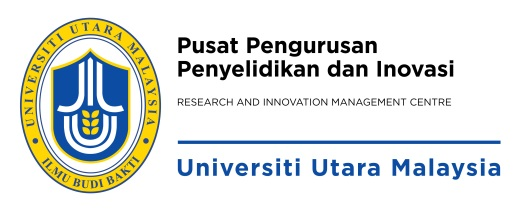 UNIVERSITI UTARA MALAYSIA
ILMU BUDI BAKTI
Pusat Pengurusan
Penyelidikan dan Inovasi
RESEARCH AND INNOVATION MANAGEMENT CENTRE
Universiti Utara Malaysia